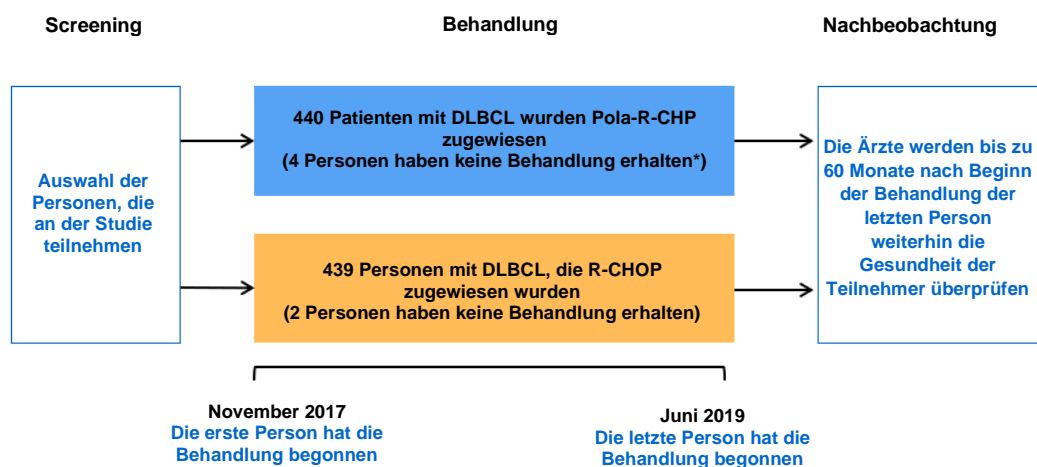 Screening
Behandlung
Nachbeobachtung
Auswahl der
Personen, die
an der Studie
teilnehmen
440 Patienten mit DLBCL wurden Pola-R-CHP
zugewiesen
(4 Personen haben keine Behandlung erhalten*)
439 Personen mit DLBCL, die R-CHOP
zugewiesen wurden
(2 Personen haben keine Behandlung erhalten)
Die Ärzte werden bis zu
60 Monate nach Beginn
der Behandlung der
letzten Person
weiterhin die
Gesundheit der
Teilnehmer überprüfen
November 2017
Die erste Person hat die
Behandlung begonnen
Juni 2019
Die letzte Person hat die
Behandlung begonnen